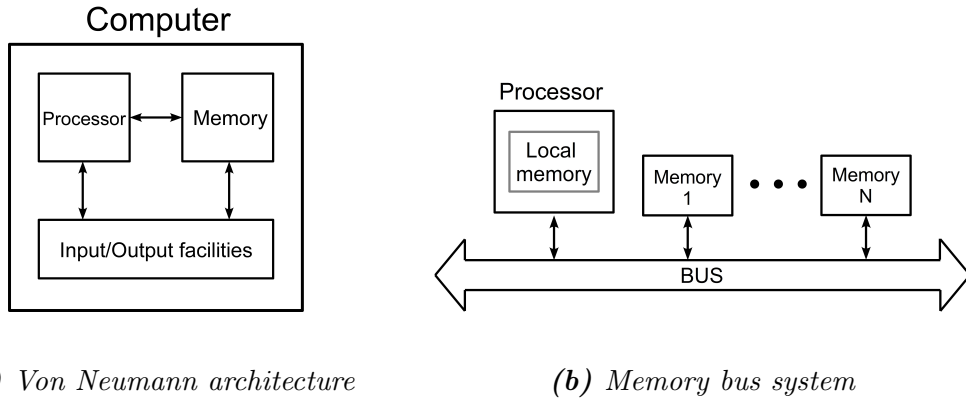 Computer
Processor
Memory
Input/Output facilities
Processor
Local
memory
Memory
1
Memory
N
BUS
) Von Neumann architecture
(b) Memory bus system